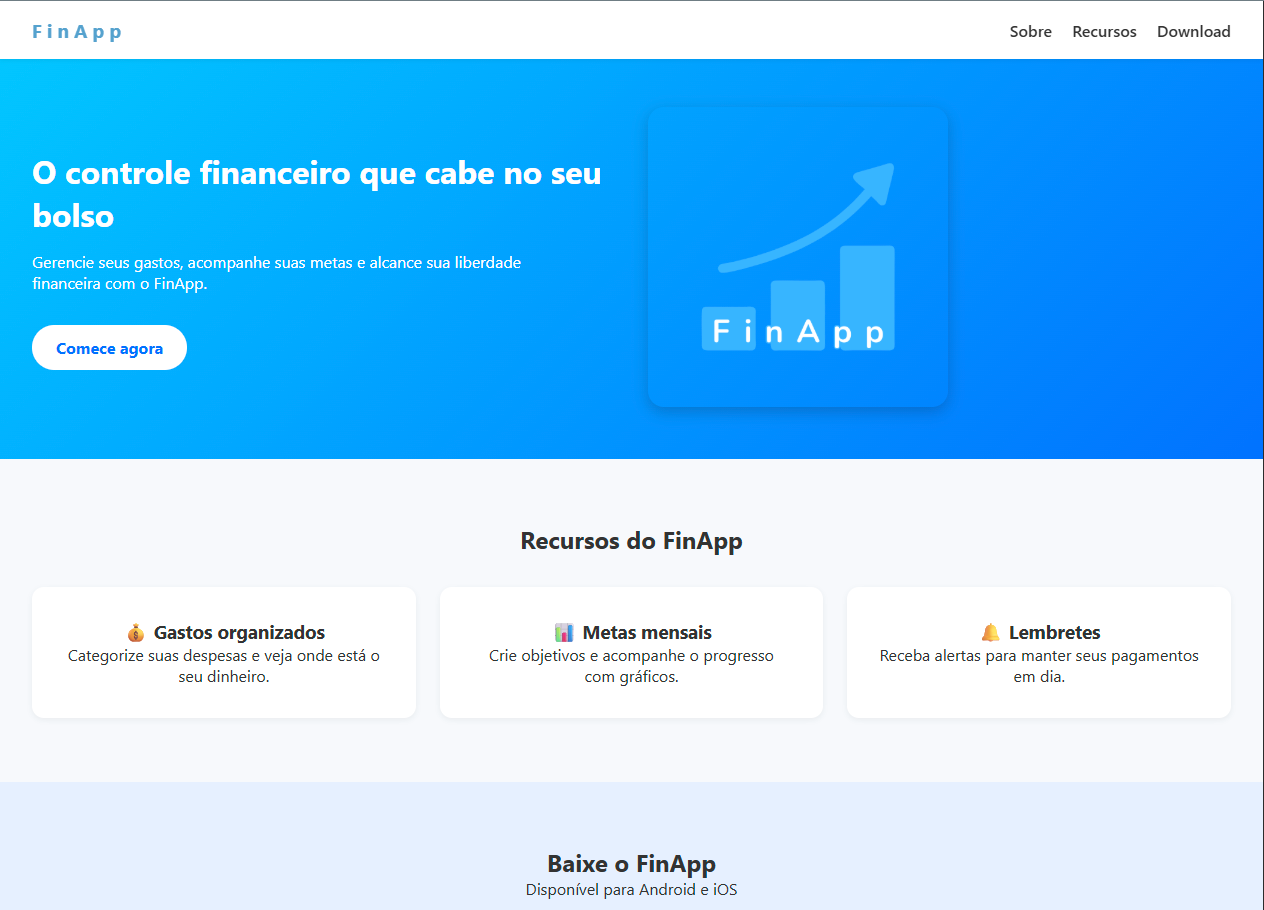 FinApp
Sobre Recursos Download
O controle financeiro que cabe no seu
bolso
Gerencie seus gastos, acompanhe suas metas e alcance sua liberdade
financeira com o FinApp.
Comece agora
FinApp
Recursos do FinApp
💰 Gastos organizados
Categorize suas despesas e veja onde está o
seu dinheiro.
📊 Metas mensais
Crie objetivos e acompanhe o progresso
com gráficos.
🔔 Lembretes
Receba alertas para manter seus pagamentos
em dia.
Baixe o FinApp
Disponível para Android e iOS